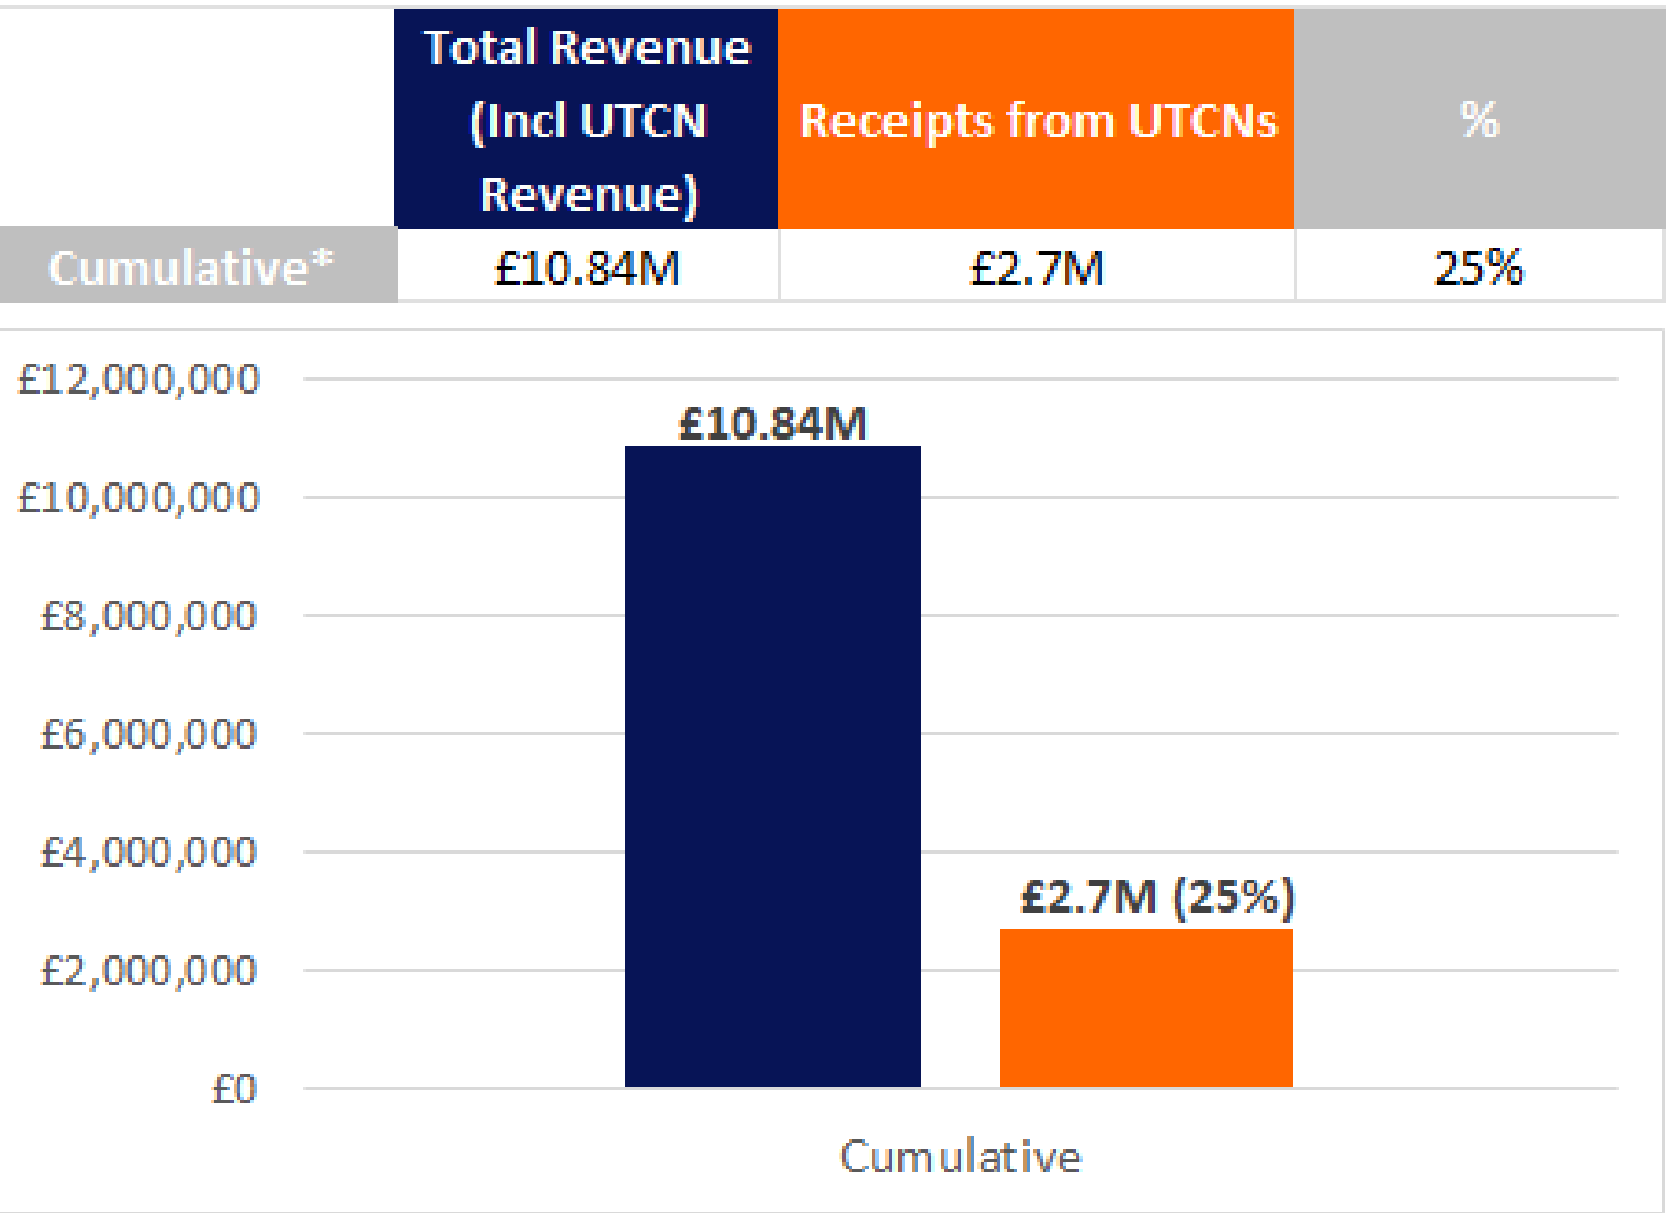 Total Revenue
(Incl UTCN
Revenue)
Receipts from UTCNs
%
Cumulative*
£10.84M
£2.7M
25%
£12,000,000
£10,000,000
£8,000,000
£6,000,000
£4,000,000
£2,000,000
£0
£10.84M
£2.7M (25%)
Cumulative